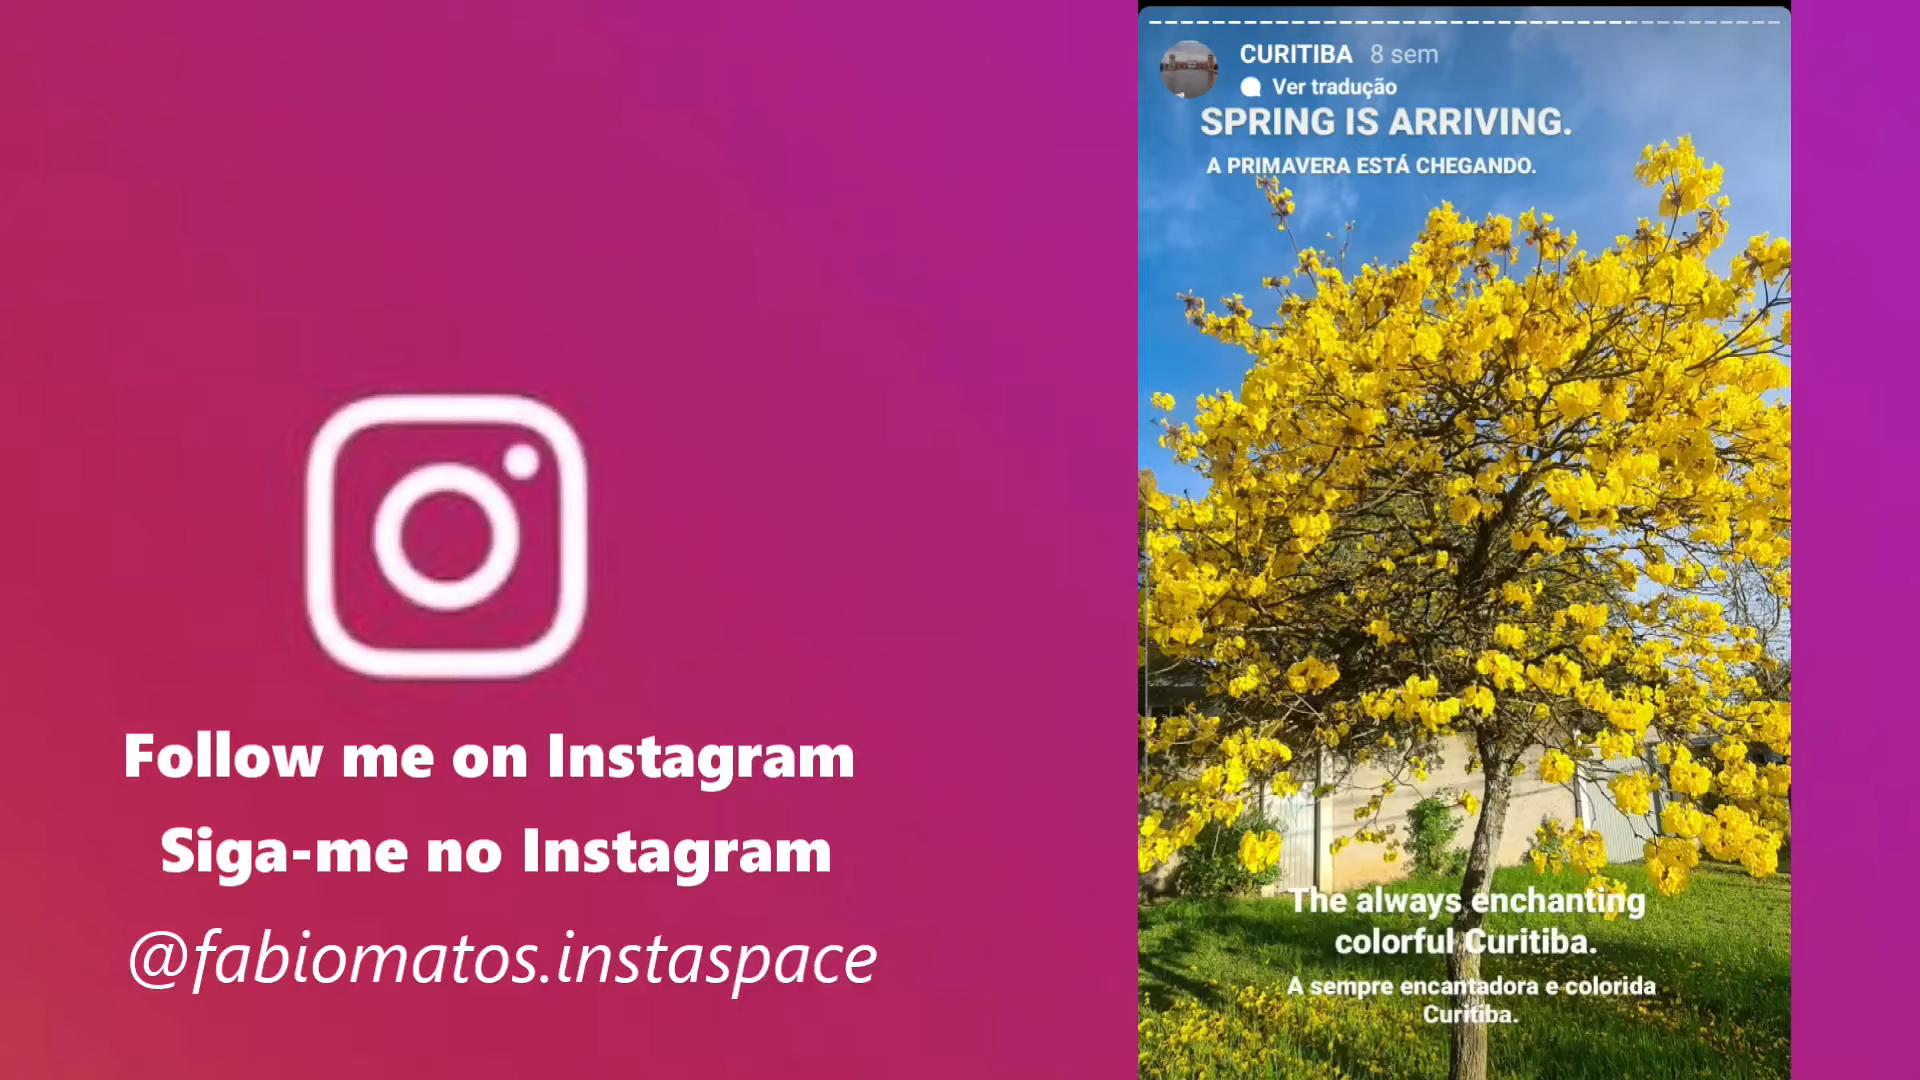 Follow me on Instagram
Siga-me no Instagram
@fabiomatos.instaspace
CURITIBA 8 sem
Ver tradução
SPRING IS ARRIVING.
A PRIMAVERA ESTÁ CHEGANDO.
The always enchanting
colorful Curitiba.
A sempre encantadora e colorida
Curitiba.